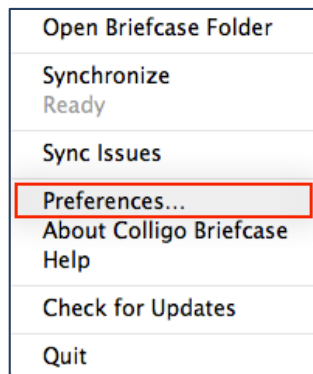 Open Briefcase Folder
Synchronize
Ready
Sync Issues
Preferences...
About Colligo Briefcase
Help
Check for Updates
Quit